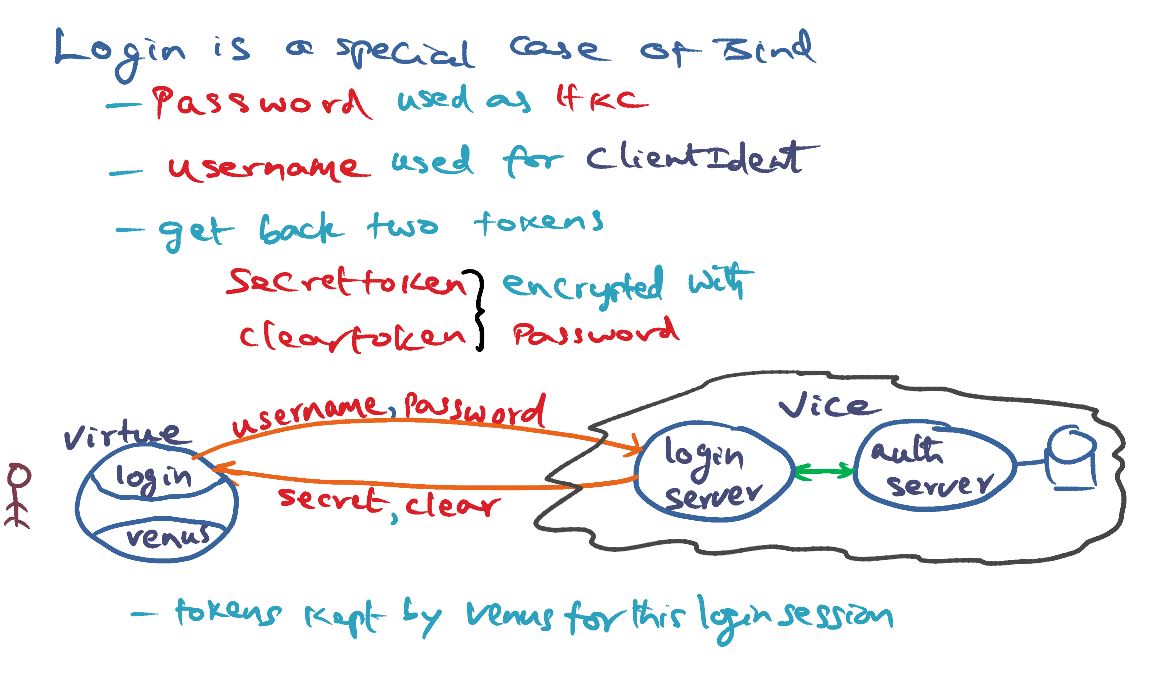 Login is a special case of Bind
- Password used as HKC
- username used for ClientIdent
- get back two tokens
secrettoken } encrypted with
cleartoken } Password
username, Password
Vice
Virtue
login
login server
auth server
secret, clear
venus
- tokens kept by venus for this login session